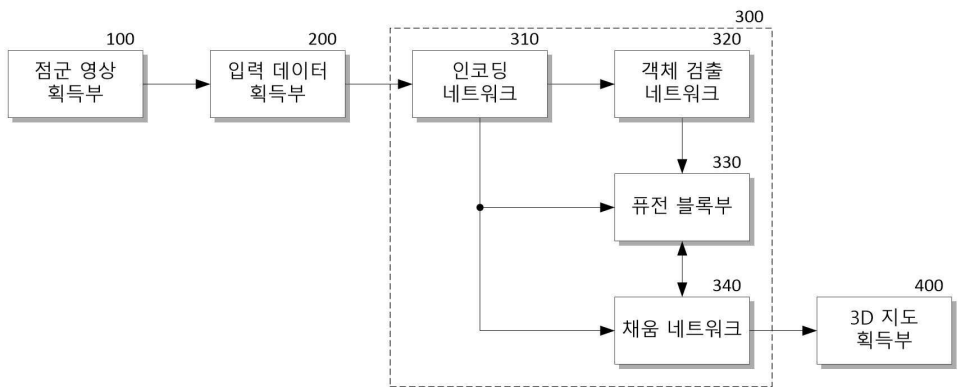 300
100
200
310
320
점군 영상
획득부
입력 데이터
획득부
인코딩
네트워크
객체 검출
네트워크
330
퓨전 블록부
340
400
채움 네트워크
3D 지도
획득부